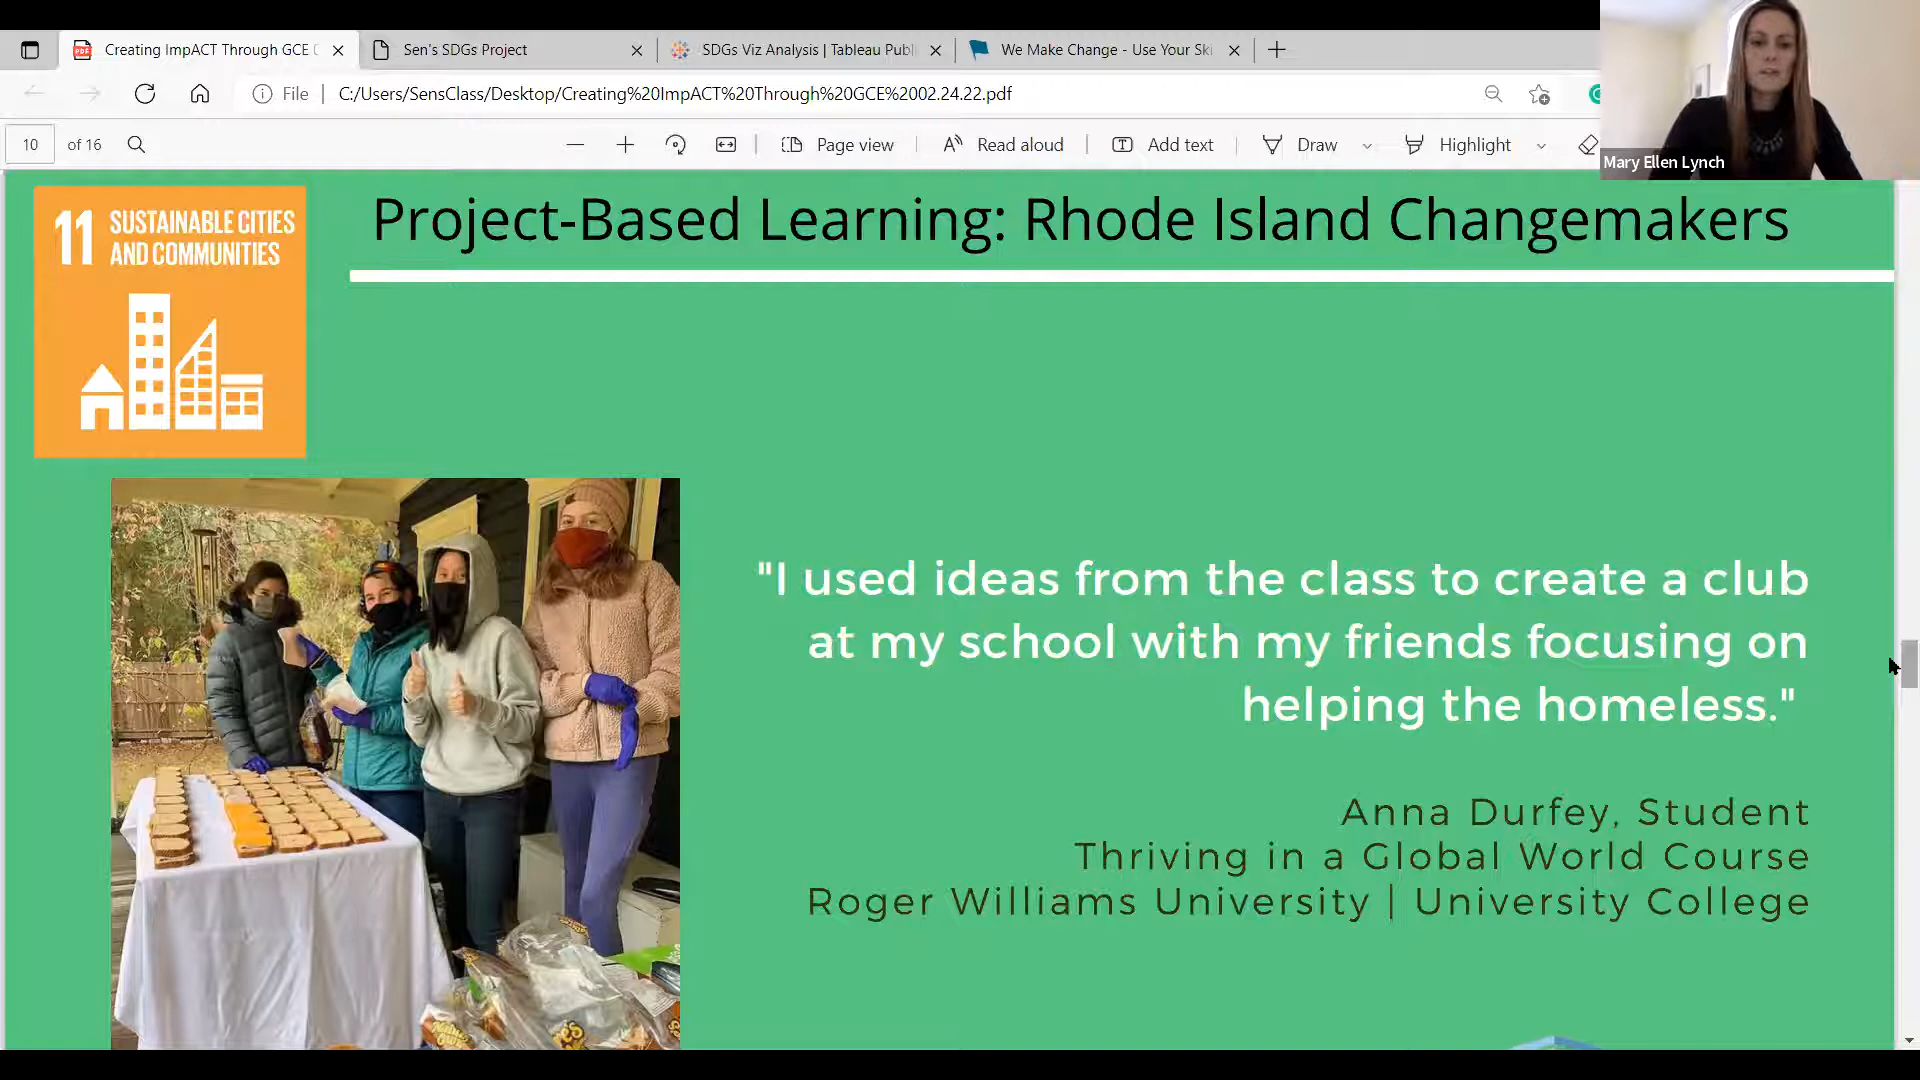 Creating ImpACT Through GCE
Sen's SDGs Project
SDGs Viz Analysis | Tableau Publ
We Make Change - Use Your Ski
File
C:/Users/SensClass/Desktop/Creating%20ImpACT%20Through%20GCE%2002.24.22.pdf
10 of 16
Page view
Read aloud
Add text
Draw
Highlight
Mary Ellen Lynch
11 SUSTAINABLE CITIES
AND COMMUNITIES
Project-Based Learning: Rhode Island Changemakers
"I used ideas from the class to create a club
at my school with my friends focusing on
helping the homeless."
Anna Durfey, Student
Thriving in a Global World Course
Roger Williams University | University College